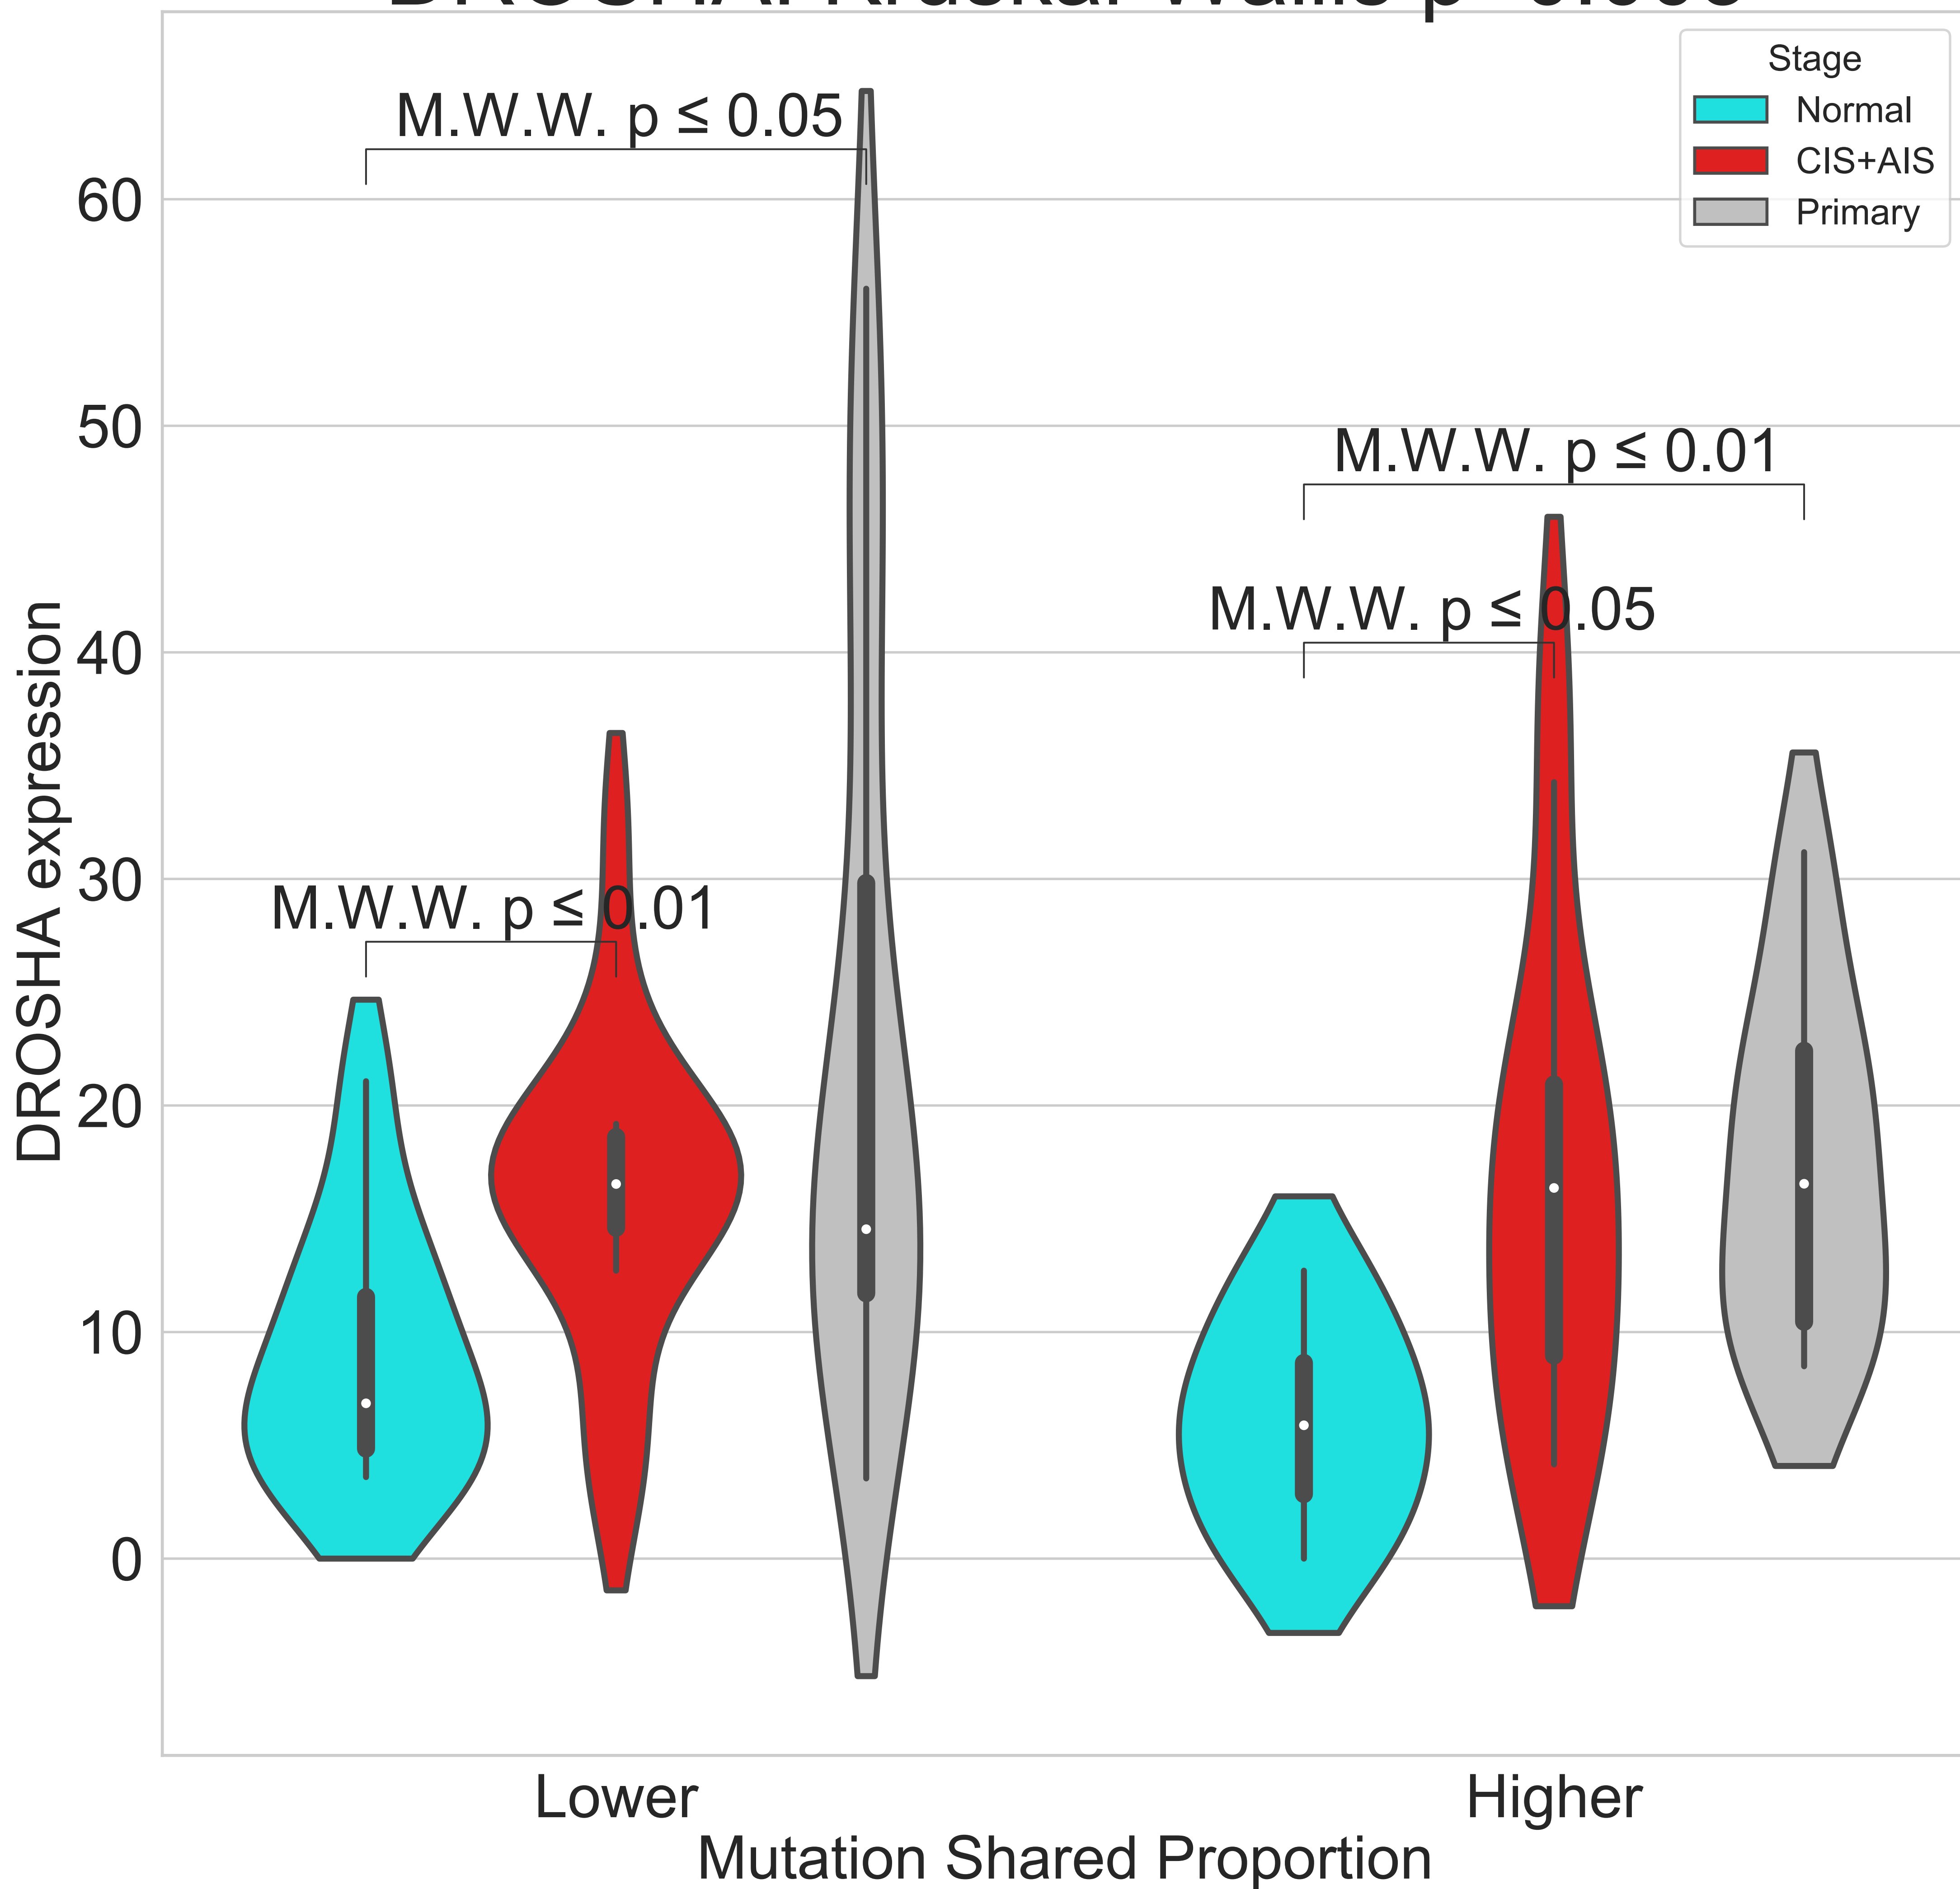 M.W.W. p ≤ 0.05
Stage
Normal
CIS+AIS
Primary
60
50
40
30
20
10
0
DROSHA expression
M.W.W. p ≤ 0.01
M.W.W. p ≤ 0.05
M.W.W. p ≤ 0.01
Lower
Higher
Mutation Shared Proportion